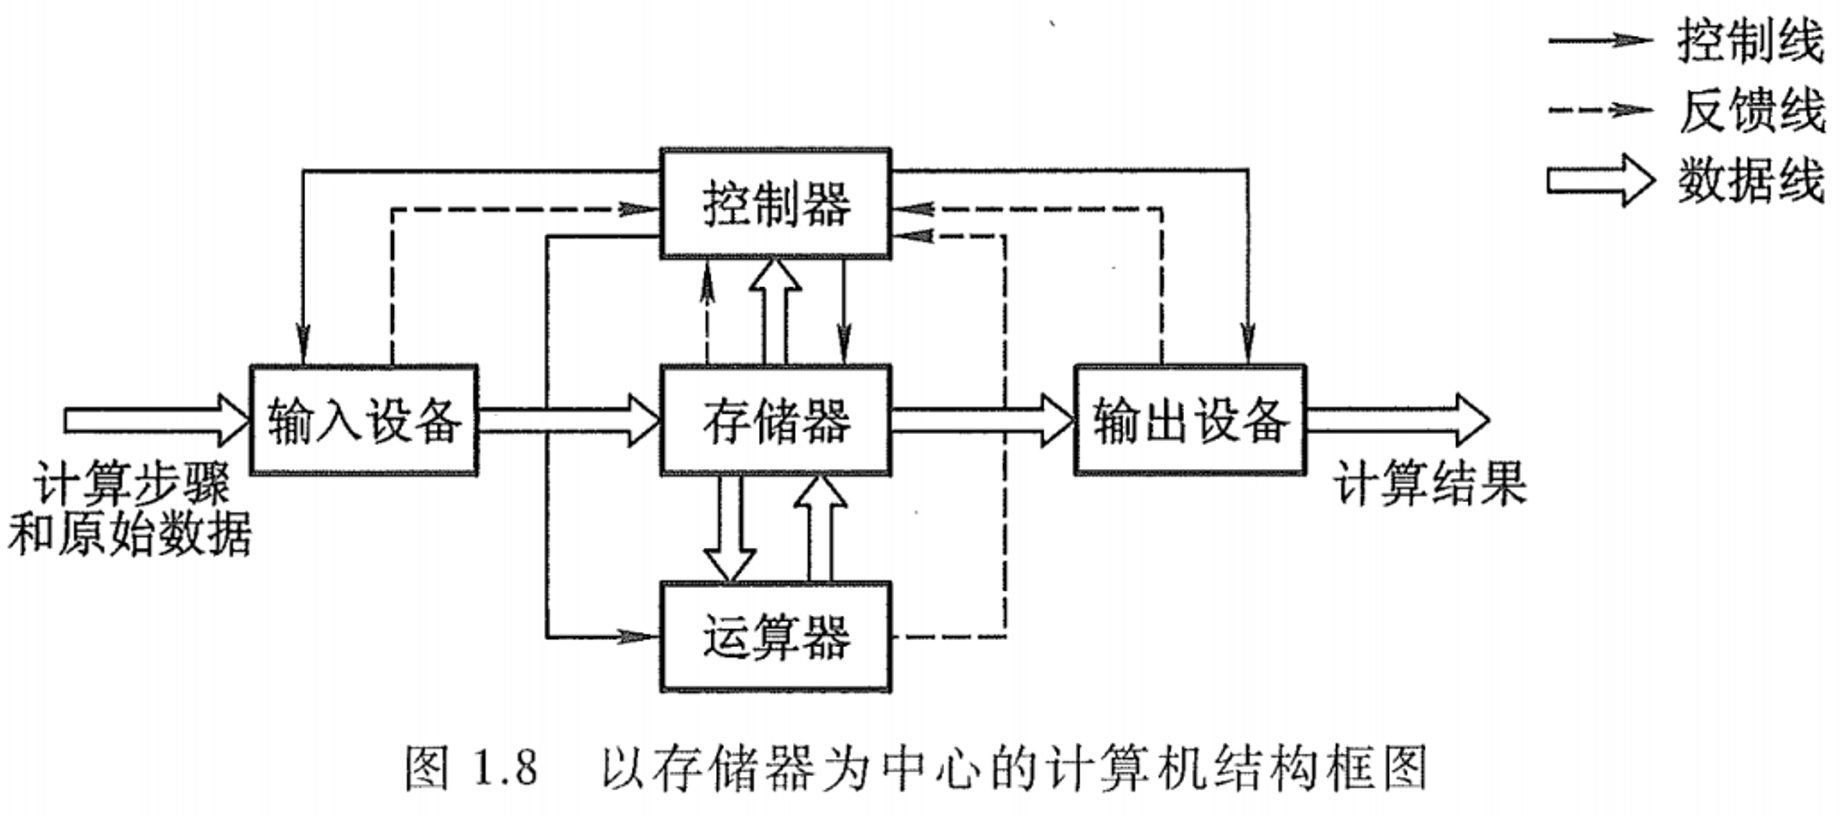 控制线
反馈线
数据线
控制器
输入设备
存储器
输出设备
计算步骤
和原始数据
计算结果
运算器
图 1.8 以存储器为中心的计算机结构框图